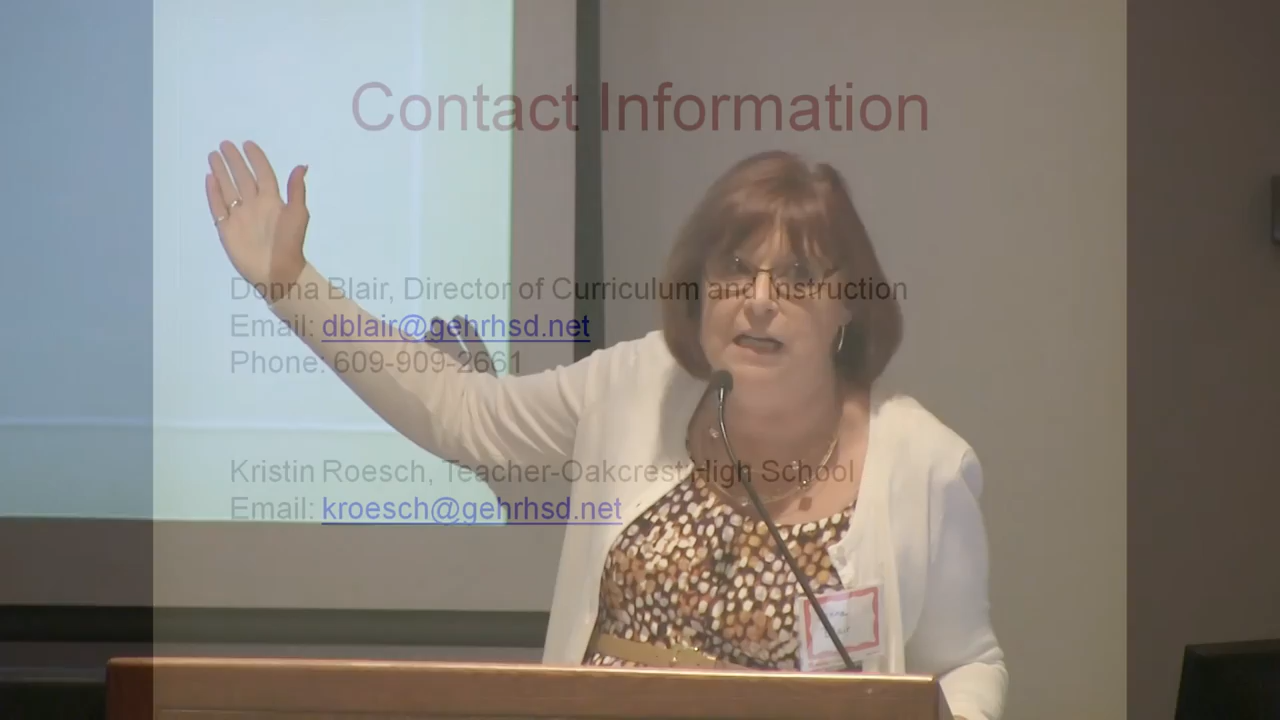 Contact Information
Donna Blair, Director of Curriculum and Instruction
Email: dblair@gehrhsd.net
Phone: 609-909-2661
Kristin Roesch, Teacher-Oakcrest High School
Email: kroesch@gehrhsd.net